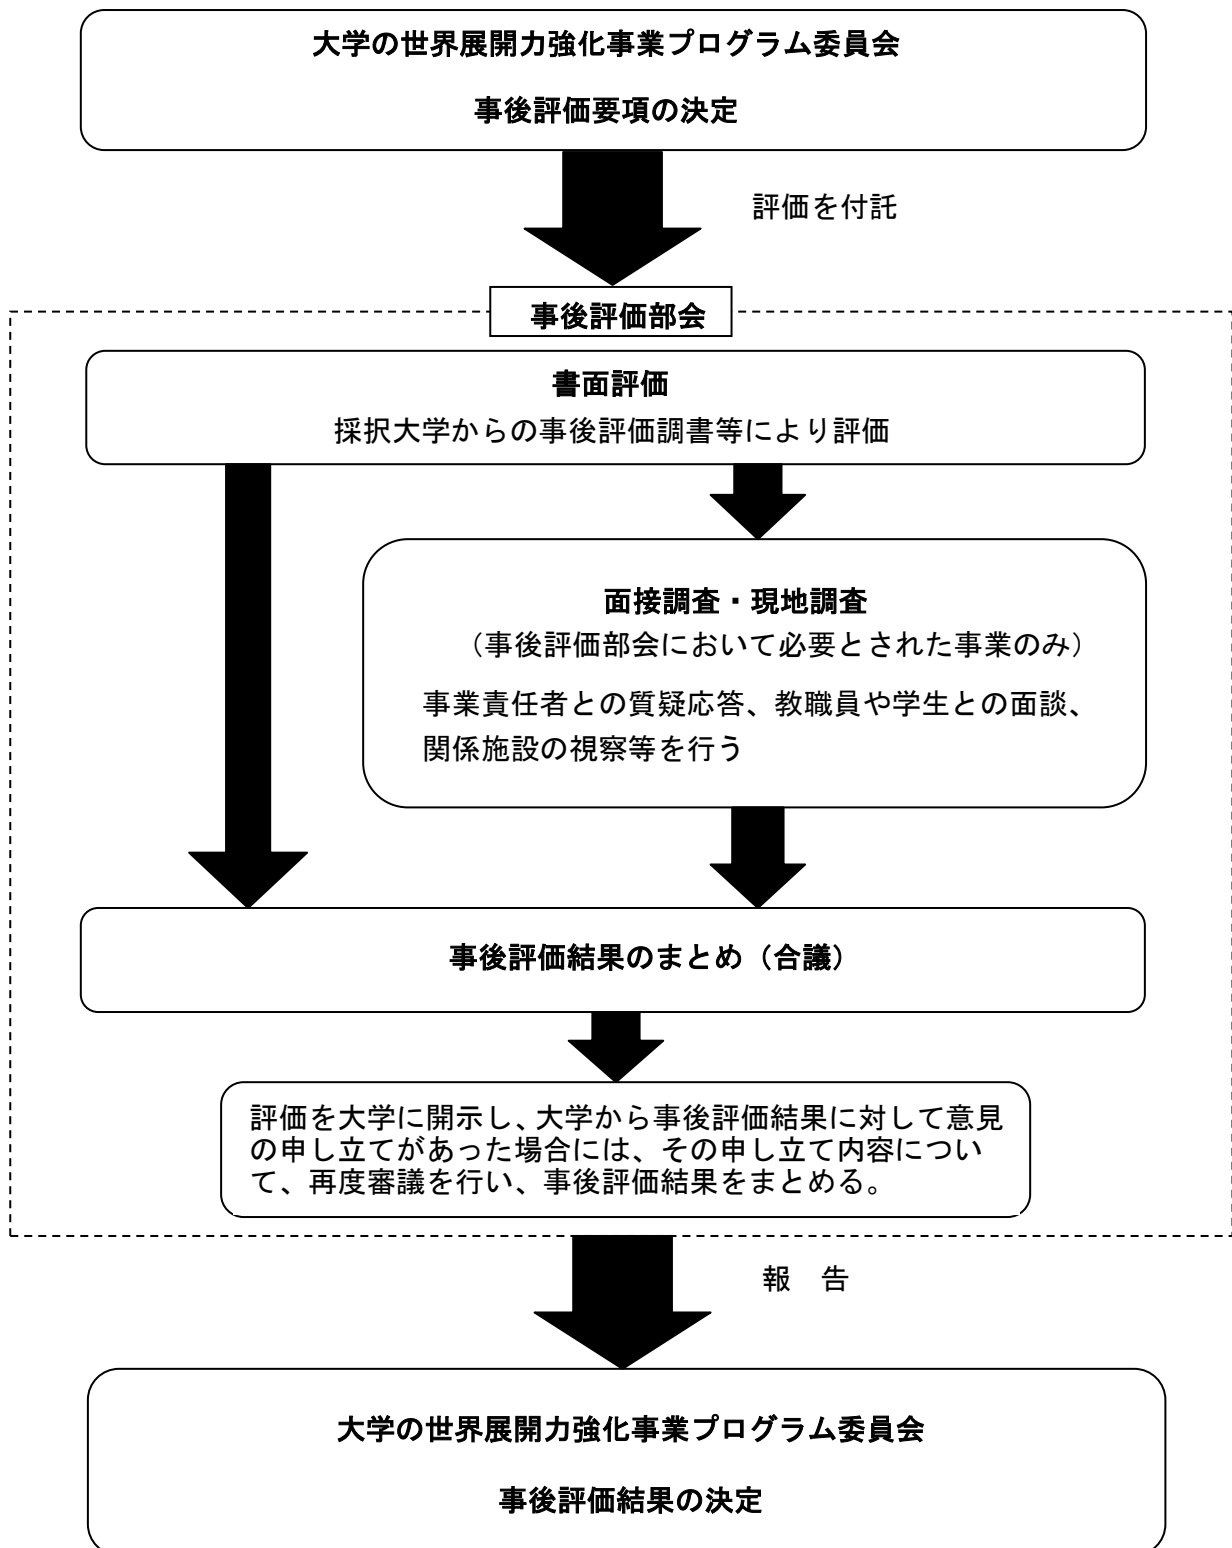 大学の世界展開力強化事業プログラム委員会
事後評価要項の決定
評価を付託
事後評価部会
書面評価
採択大学からの事後評価調書等により評価
面接調査・現地調査
（事後評価部会において必要とされた事業のみ）
事業責任者との質疑応答、教職員や学生との面談、
関係施設の視察等を行う
事後評価結果のまとめ（合議）
評価を大学に開示し、大学から事後評価結果に対して意見
の申し立てがあった場合には、その申し立て内容につい
て、再度審議を行い、事後評価結果をまとめる。
報　告
大学の世界展開力強化事業プログラム委員会
事後評価結果の決定